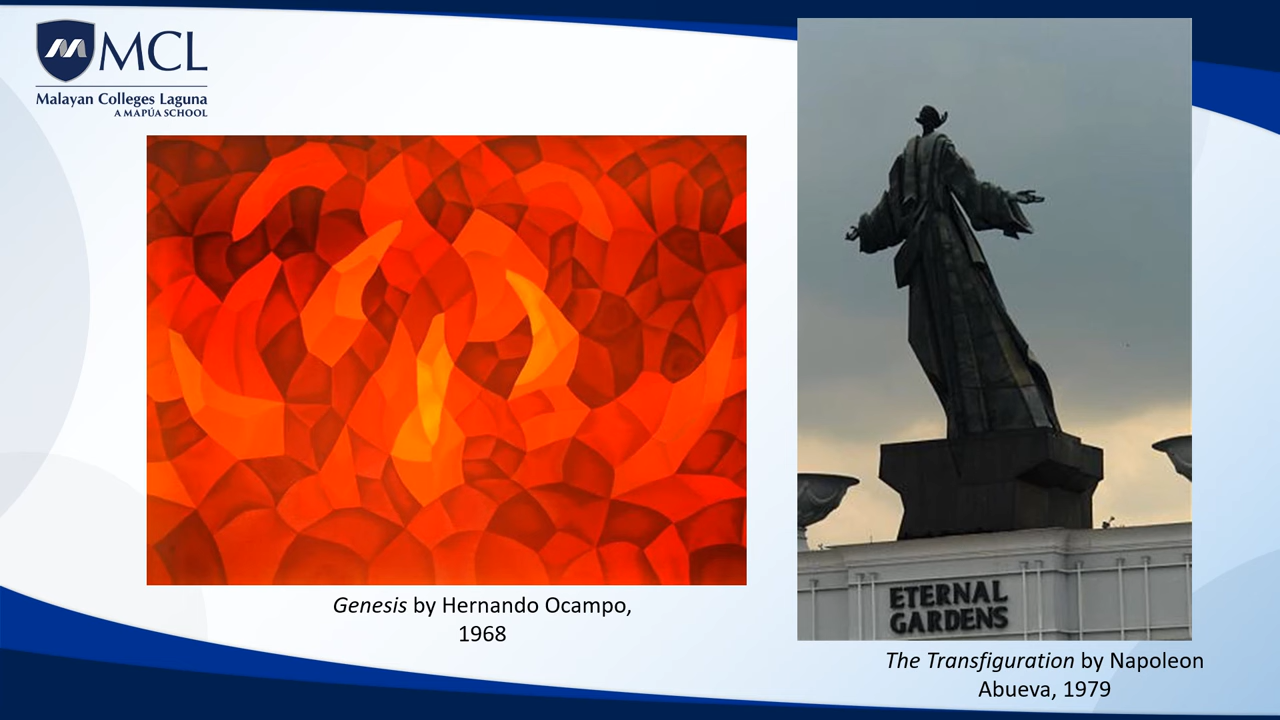 MCL
Malayan Colleges Laguna
A MAPÚA SCHOOL
Genesis by Hernando Ocampo,
1968
ETERNAL
GARDENS
The Transfiguration by Napoleon
Abueva, 1979